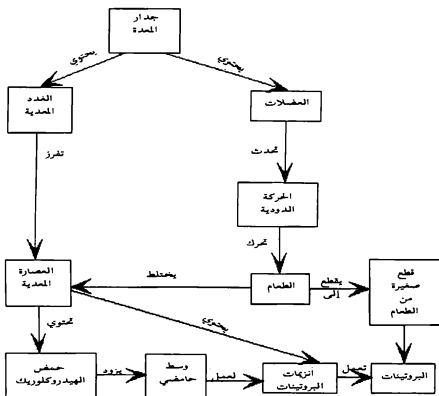 جدار
المعدة
يحتوي
يحتوي
الغدد
المعدية
العضلات
تفرز
تحدث
الحركة
الدودية
تحرك
العصارة
المعدية
يختلط
الطعام
يقطع
إلى
قطع
صغيرة
من
الطعام
تحتوي
يحتوي
حمض
الهيدروكلوريك
يزود
وسط
حامضي
لعمل
انزيمات
البروتينات
تعمل
البروتينات